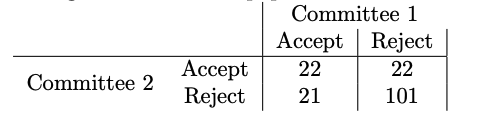 Committee 1
Accept Reject
Committee 2 Accept 22 22
Reject 21 101